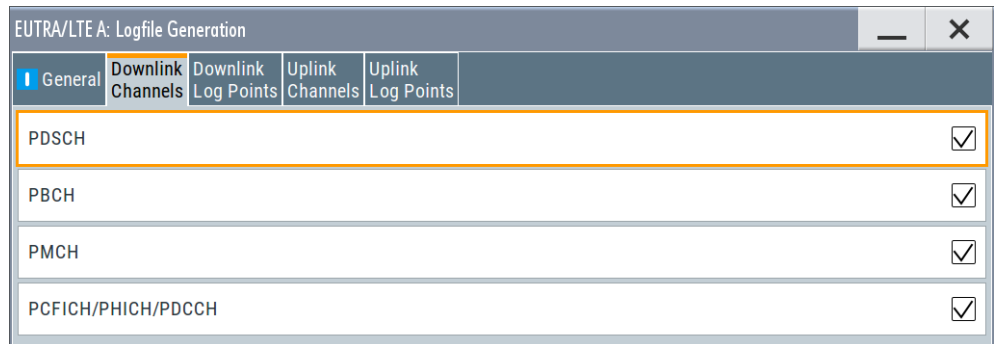 EUTRA/LTE A: Logfile Generation
General
Downlink Channels
Downlink Log Points
Uplink Channels
Uplink Log Points
PDSCH
PBCH
PMCH
PCFICH/PHICH/PDCCH